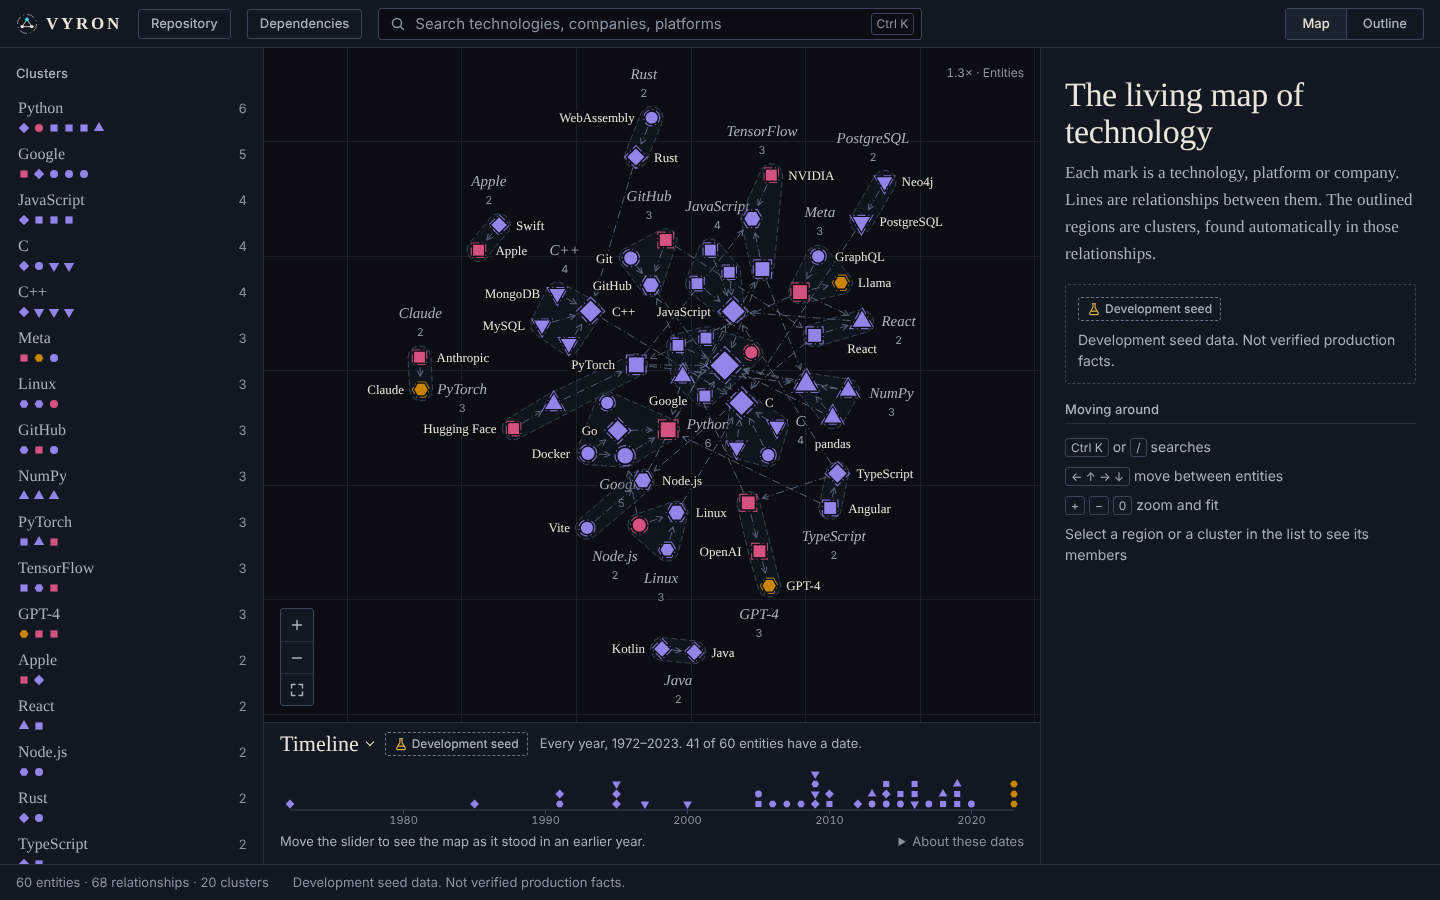 VYRON
Repository
Dependencies
Search technologies, companies, platforms
Ctrl K
Map
Outline
Clusters
Python 6
Google 5
JavaScript 4
C 4
C++ 4
Meta 3
Linux 3
GitHub 3
NumPy 3
PyTorch 3
TensorFlow 3
GPT-4 3
Apple 2
React 2
Node.js 2
Rust 2
TypeScript 2
1.3× · Entities
Rust
2
WebAssembly
Rust
TensorFlow
3
PostgreSQL
2
NVIDIA
Neo4j
Apple
2
GitHub
3
JavaScript
4
Meta
3
Swift
PostgreSQL
Apple
C++
4
Git
GraphQL
GitHub
Llama
MongoDB
C++
JavaScript
MySQL
React
2
Claude
2
React
Anthropic
PyTorch
Claude
PyTorch
3
Google
C
NumPy
3
Hugging Face
Go
Python
6
C
4
pandas
Docker
TypeScript
Google
5
Node.js
Angular
Vite
Linux
TypeScript
2
Node.js
2
OpenAI
Linux
3
GPT-4
GPT-4
3
Kotlin
Java
Java
2
Timeline
Development seed
Every year, 1972–2023. 41 of 60 entities have a date.
1980
1990
2000
2010
2020
Move the slider to see the map as it stood in an earlier year.
About these dates
The living map of
technology
Each mark is a technology, platform or company.
Lines are relationships between them. The outlined
regions are clusters, found automatically in those
relationships.
Development seed
Development seed data. Not verified production
facts.
Moving around
Ctrl K or / searches
← ↑ → ↓ move between entities
+ − 0 zoom and fit
Select a region or a cluster in the list to see its
members
60 entities · 68 relationships · 20 clusters
Development seed data. Not verified production facts.